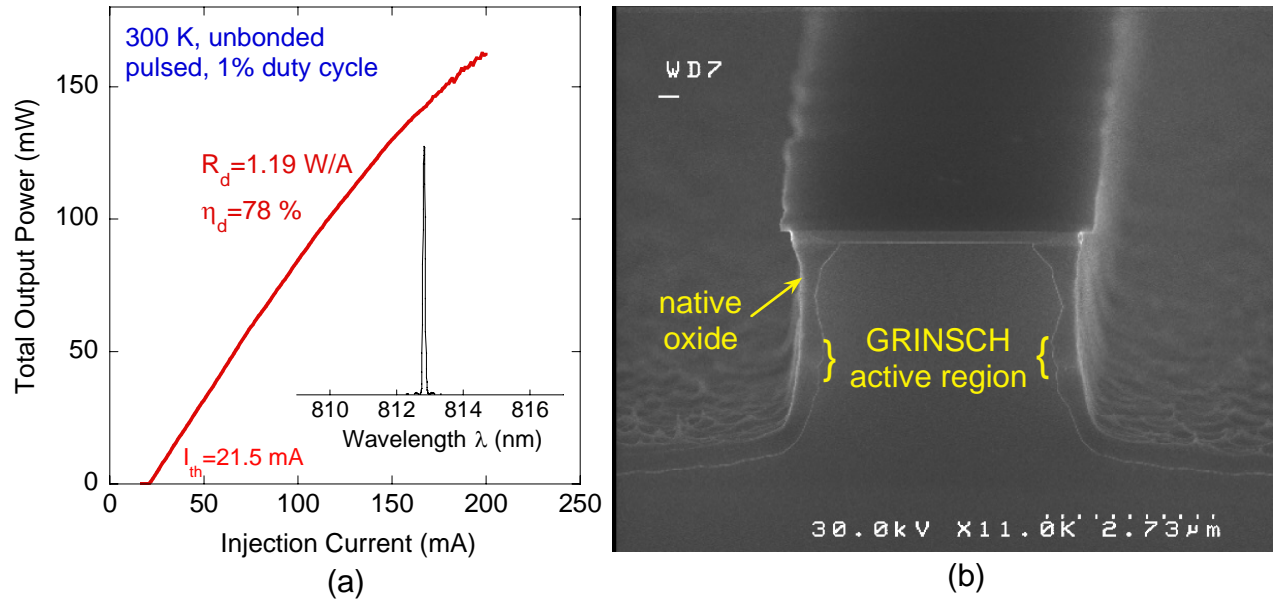 300 K, unbonded
pulsed, 1% duty cycle
R_d=1.19 W/A
η_d=78 %
I_th=21.5 mA
Total Output Power (mW)
150
100
50
0
0
50
100
150
200
250
Injection Current (mA)
810
812
814
816
Wavelength λ (nm)
(a)
WD7
native
oxide
} GRINSCH {
active region
30.0kV X11.0K 2.73μm
(b)